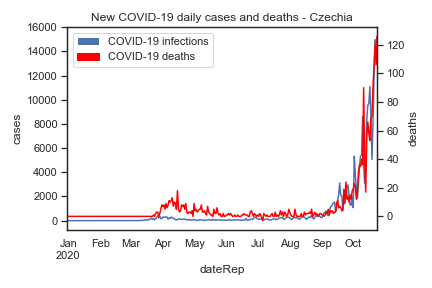 New COVID-19 daily cases and deaths - Czechia
COVID-19 infections
COVID-19 deaths
16000
14000
12000
10000
8000
6000
4000
2000
0
cases
120
100
80
60
40
20
0
deaths
Jan Feb Mar Apr May Jun Jul Aug Sep Oct
2020
dateRep